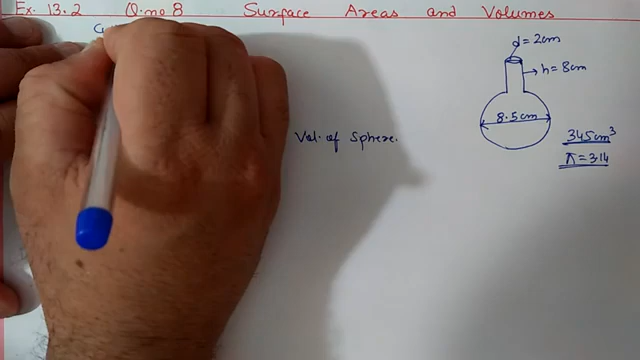 Ex. 13.2 Q.no 8 Surface Areas and Volumes
d = 2cm
h = 8cm
8.5cm
Vol. of Sphere.
345cm³
π = 3.14